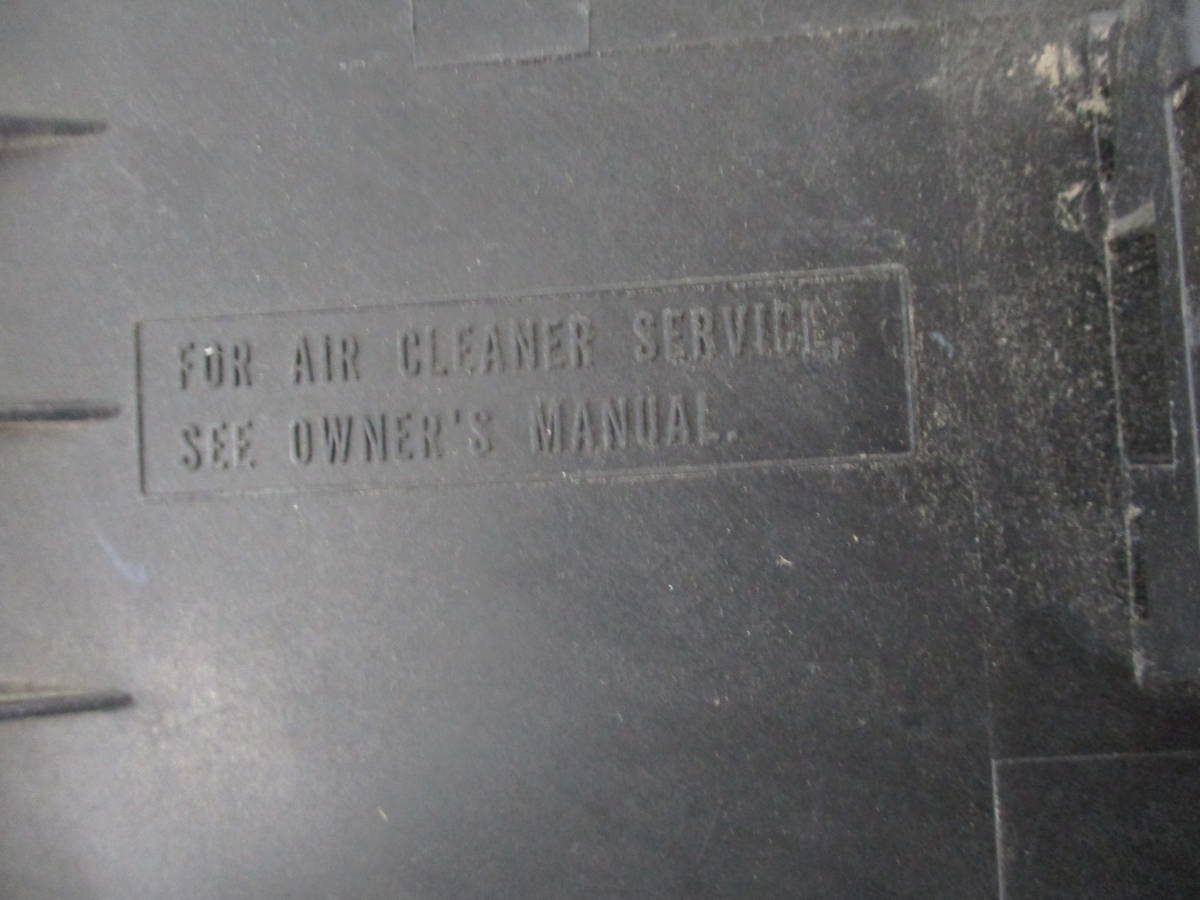 FOR AIR CLEANER SERVICE,
SEE OWNER'S MANUAL.